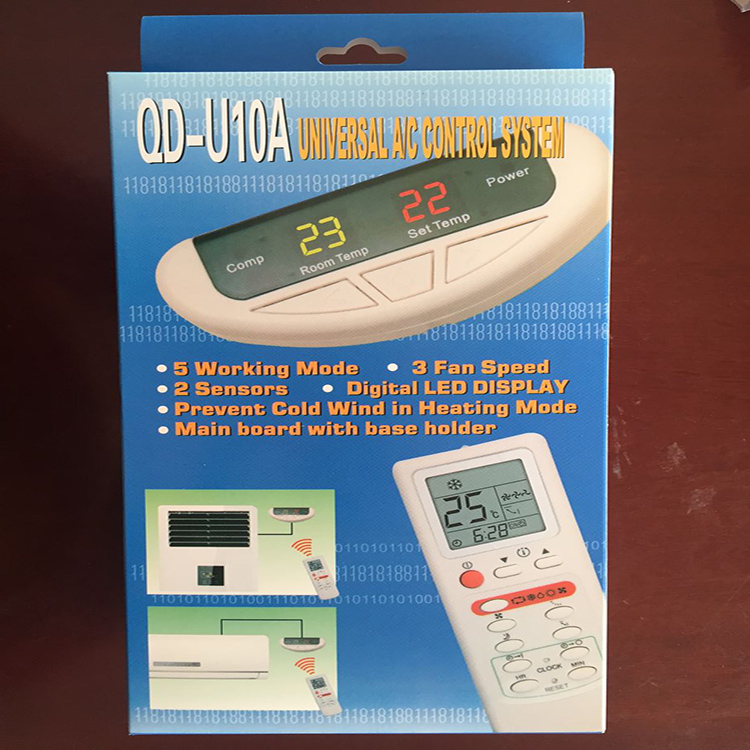 QD-U10A UNIVERSAL A/C CONTROL SYSTEM
Power
22
Set Temp
23
Room Temp
Comp
• 5 Working Mode • 3 Fan Speed
• 2 Sensors • Digital LED DISPLAY
• Prevent Cold Wind in Heating Mode
• Main board with base holder
25 °C
6:28
CLOCK
HR MIN
RESET